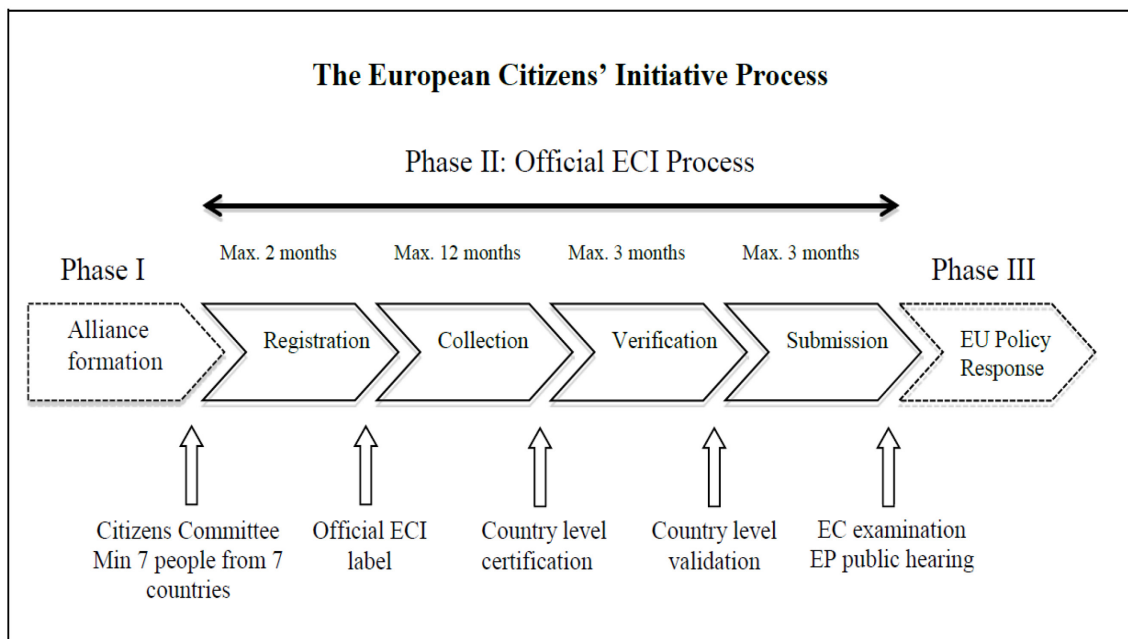 The European Citizens’ Initiative Process
Phase II: Official ECI Process
Max. 2 months
Max. 12 months
Max. 3 months
Max. 3 months
Phase I
Phase III
Alliance
formation
Registration
Collection
Verification
Submission
EU Policy
Response
Citizens Committee
Min 7 people from 7
countries
Official ECI
label
Country level
certification
Country level
validation
EC examination
EP public hearing